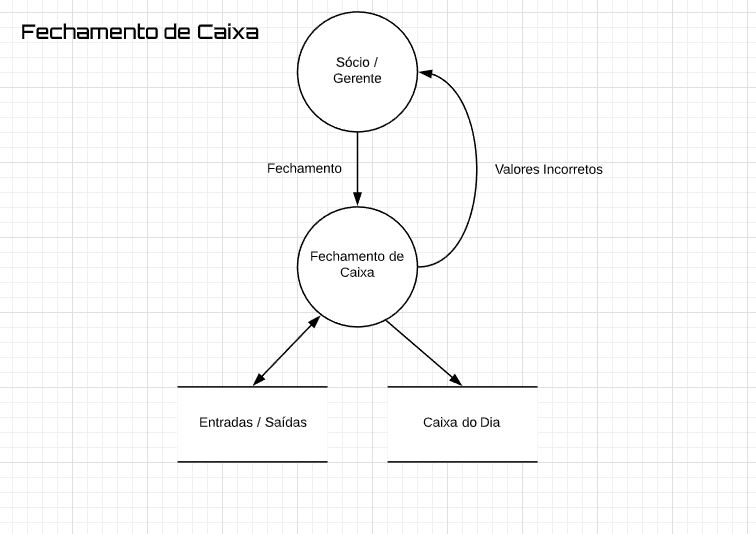 Fechamento de Caixa
Sócio /
Gerente
Fechamento
Valores Incorretos
Fechamento de
Caixa
Entradas / Saídas
Caixa do Dia